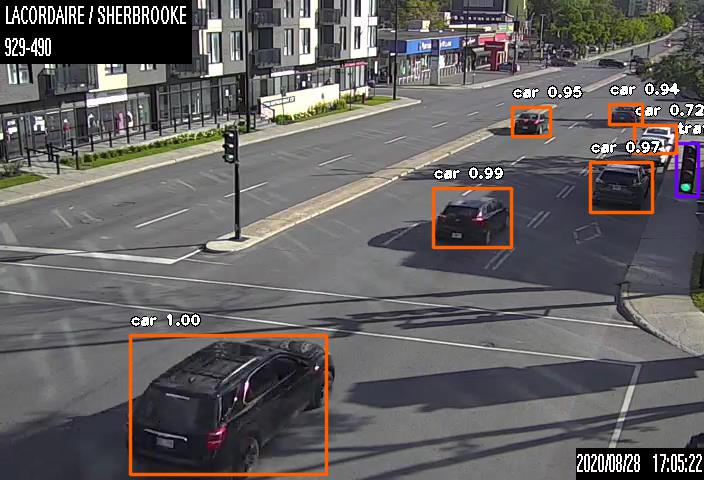 LACORDAIRE / SHERBROOKE
929-490
car 0.95
car 0.94
car 0.72
traf
car 0.97
car 0.99
car 1.00
2020/08/28 17:05:22